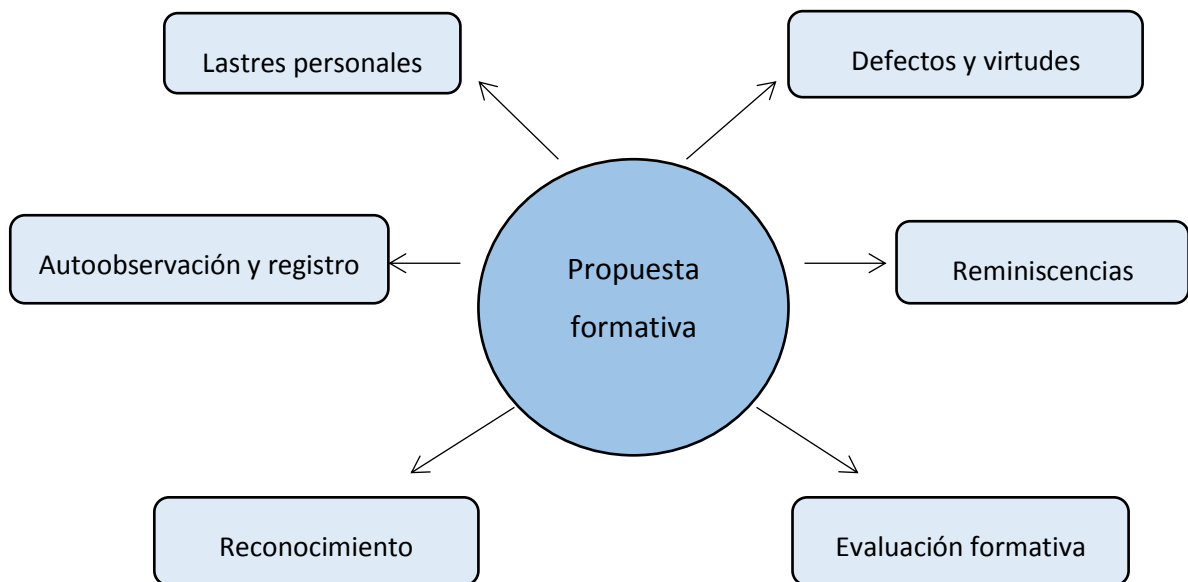 Lastres personales
Defectos y virtudes
Autoobservación y registro
Propuesta
formativa
Reminiscencias
Reconocimiento
Evaluación formativa